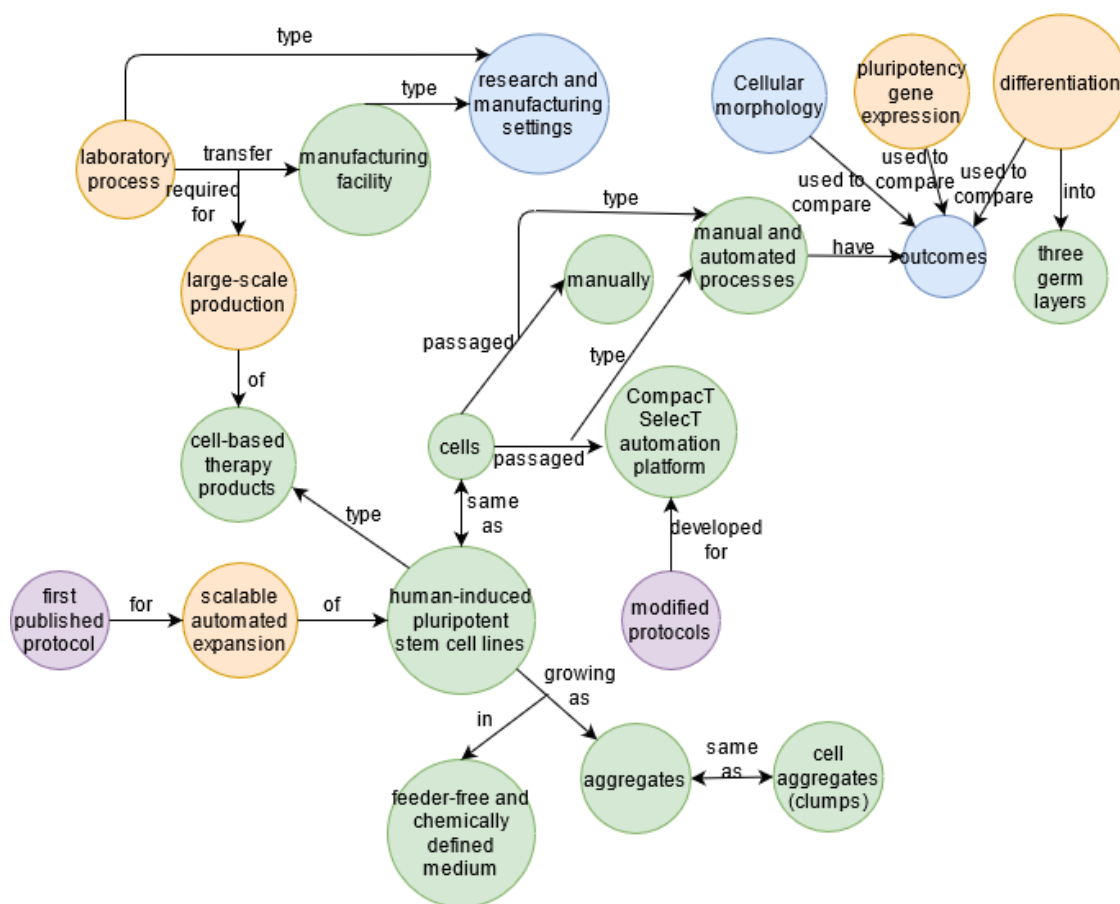 type
research and
manufacturing
settings
Cellular
morphology
pluripotency
gene
expression
differentiation
type
laboratory
process
transfer
required
for
manufacturing
facility
used to
compare
used to
compare
used to
compare
into
type
manual and
automated
processes
have
outcomes
three
germ
layers
large-scale
production
manually
passaged
type
of
CompacT
SelecT
automation
platform
cells
passaged
cell-based
therapy
products
same
as
type
developed
for
first
published
protocol
for
scalable
automated
expansion
of
human-induced
pluripotent
stem cell lines
modified
protocols
growing
as
in
aggregates
same
as
cell
aggregates
(clumps)
feeder-free and
chemically
defined
medium